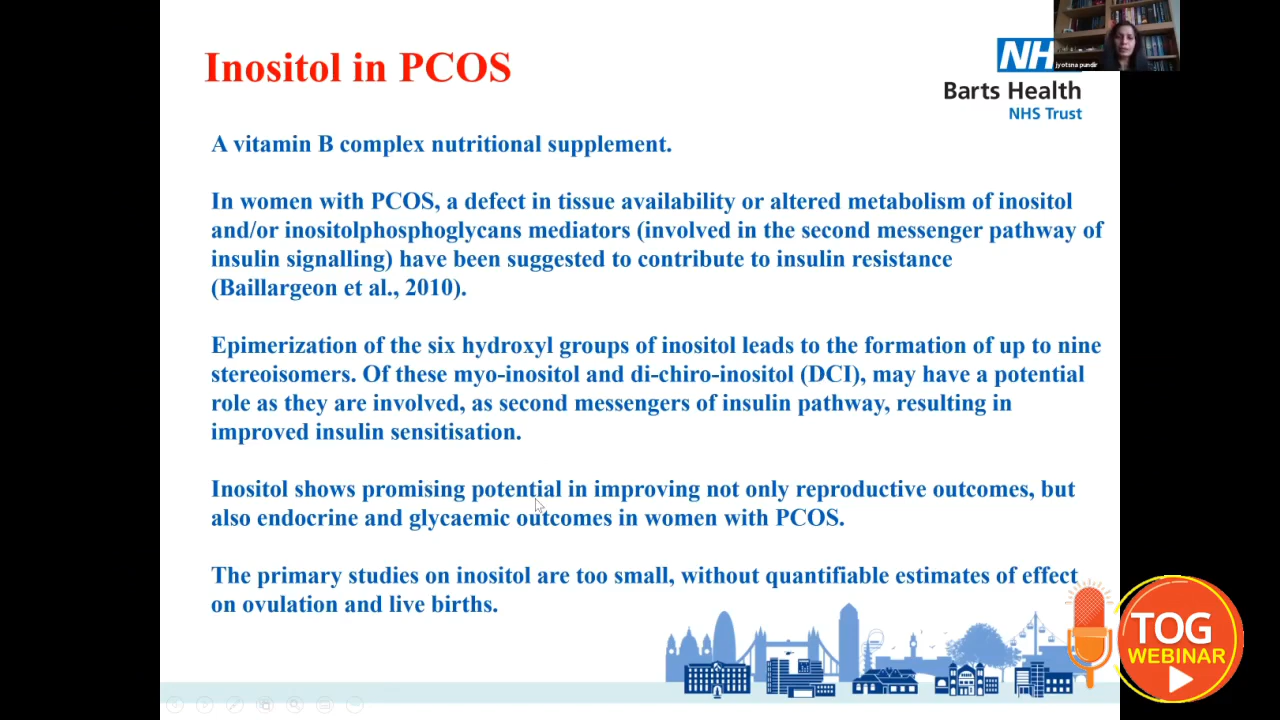 Inositol in PCOS
NH
jyotsna pundir
Barts Health
NHS Trust
A vitamin B complex nutritional supplement.
In women with PCOS, a defect in tissue availability or altered metabolism of inositol
and/or inositolphosphoglycans mediators (involved in the second messenger pathway of
insulin signalling) have been suggested to contribute to insulin resistance
(Baillargeon et al., 2010).
Epimerization of the six hydroxyl groups of inositol leads to the formation of up to nine
stereoisomers. Of these myo-inositol and di-chiro-inositol (DCI), may have a potential
role as they are involved, as second messengers of insulin pathway, resulting in
improved insulin sensitisation.
Inositol shows promising potential in improving not only reproductive outcomes, but
also endocrine and glycaemic outcomes in women with PCOS.
The primary studies on inositol are too small, without quantifiable estimates of effect
on ovulation and live births.
TOG
WEBINAR